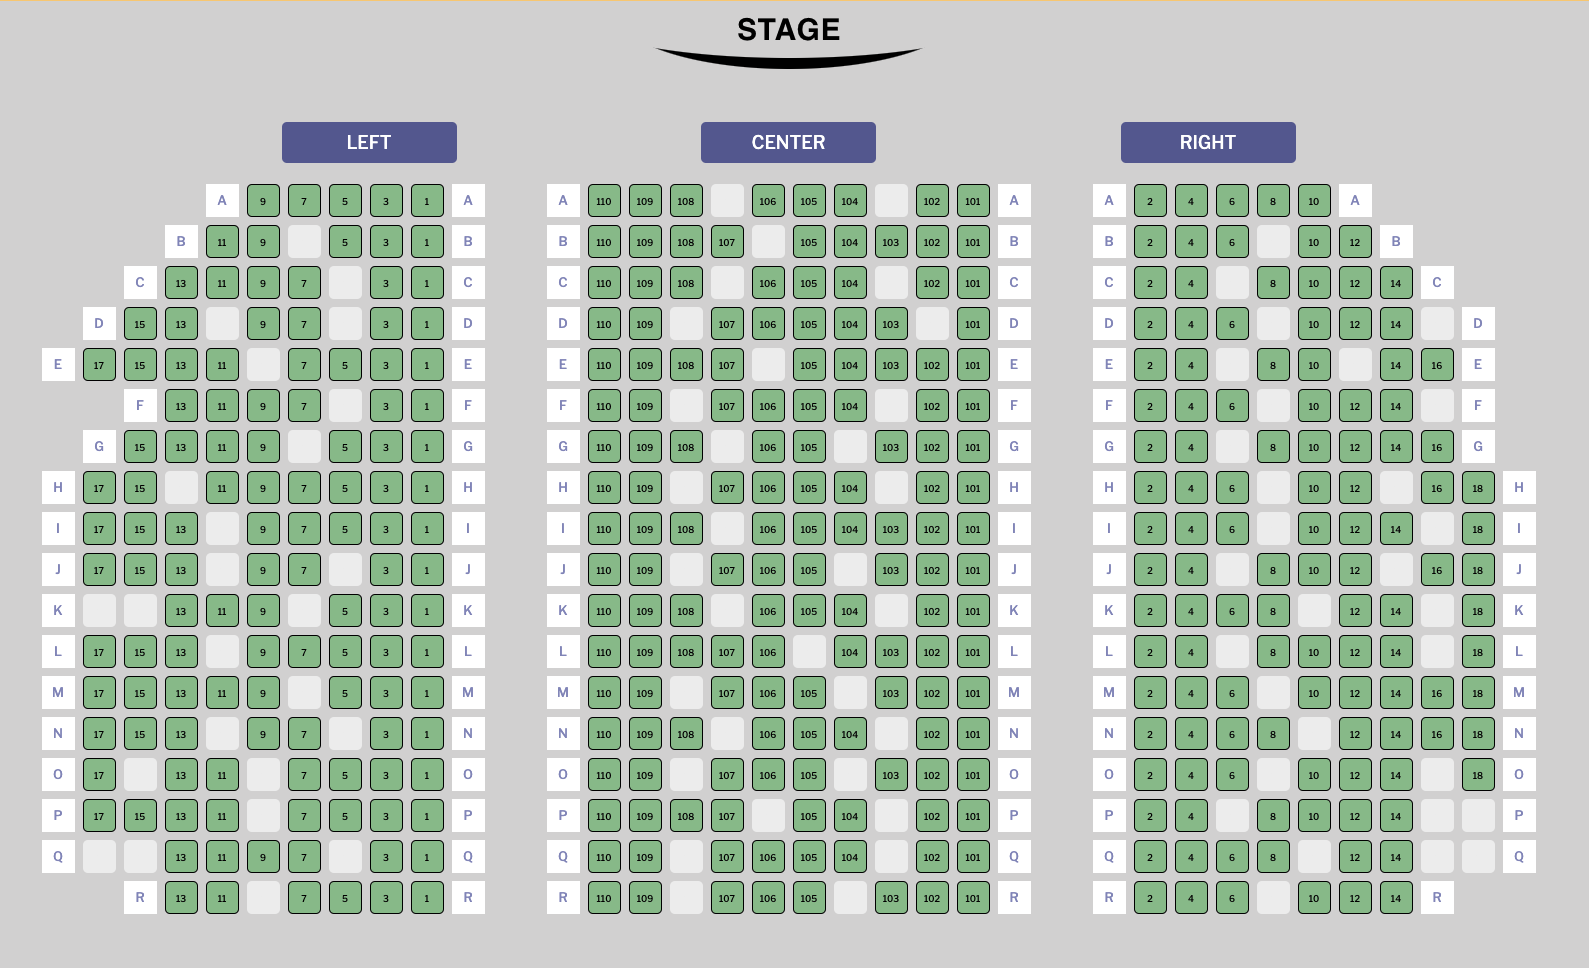 STAGE
LEFT CENTER RIGHT
A 9 7 5 3 1 A A 110 109 108 106 105 104 102 101 A A 2 4 6 8 10 A
B 11 9 5 3 1 B B 110 109 108 107 105 104 103 102 101 B B 2 4 6 10 12 B
C 13 11 9 7 3 1 C C 110 109 108 106 105 104 102 101 C C 2 4 8 10 12 14 C
D 15 13 9 7 3 1 D D 110 109 107 106 105 104 103 101 D D 2 4 6 10 12 14 D
E 17 15 13 11 7 5 3 1 E E 110 109 108 107 105 104 103 102 101 E E 2 4 8 10 14 16 E
F 13 11 9 7 3 1 F F 110 109 107 106 105 104 102 101 F F 2 4 6 10 12 14 F
G 15 13 11 9 5 3 1 G G 110 109 108 106 105 103 102 101 G G 2 4 8 10 12 14 16 G
H 17 15 11 9 7 5 3 1 H H 110 109 107 106 105 104 102 101 H H 2 4 6 10 12 16 18 H
I 17 15 13 9 7 5 3 1 I I 110 109 108 106 105 104 103 102 101 I I 2 4 6 10 12 14 18 I
J 17 15 13 9 7 3 1 J J 110 109 107 106 105 103 102 101 J J 2 4 8 10 12 16 18 J
K 13 11 9 5 3 1 K K 110 109 108 106 105 104 102 101 K K 2 4 6 8 12 14 18 K
L 17 15 13 9 7 5 3 1 L L 110 109 108 107 106 104 103 102 101 L L 2 4 8 10 12 14 18 L
M 17 15 13 11 9 5 3 1 M M 110 109 107 106 105 103 102 101 M M 2 4 6 10 12 14 16 18 M
N 17 15 13 9 7 3 1 N N 110 109 108 106 105 104 102 101 N N 2 4 6 8 12 14 16 18 N
O 17 13 11 7 5 3 1 O O 110 109 107 106 105 103 102 101 O O 2 4 6 10 12 14 18 O
P 17 15 13 11 7 5 3 1 P P 110 109 108 107 105 104 102 101 P P 2 4 8 10 12 14 P
Q 13 11 9 7 3 1 Q Q 110 109 107 106 105 104 102 101 Q Q 2 4 6 8 12 14 Q
R 13 11 7 5 3 1 R R 110 109 107 106 105 103 102 101 R R 2 4 6 10 12 14 R